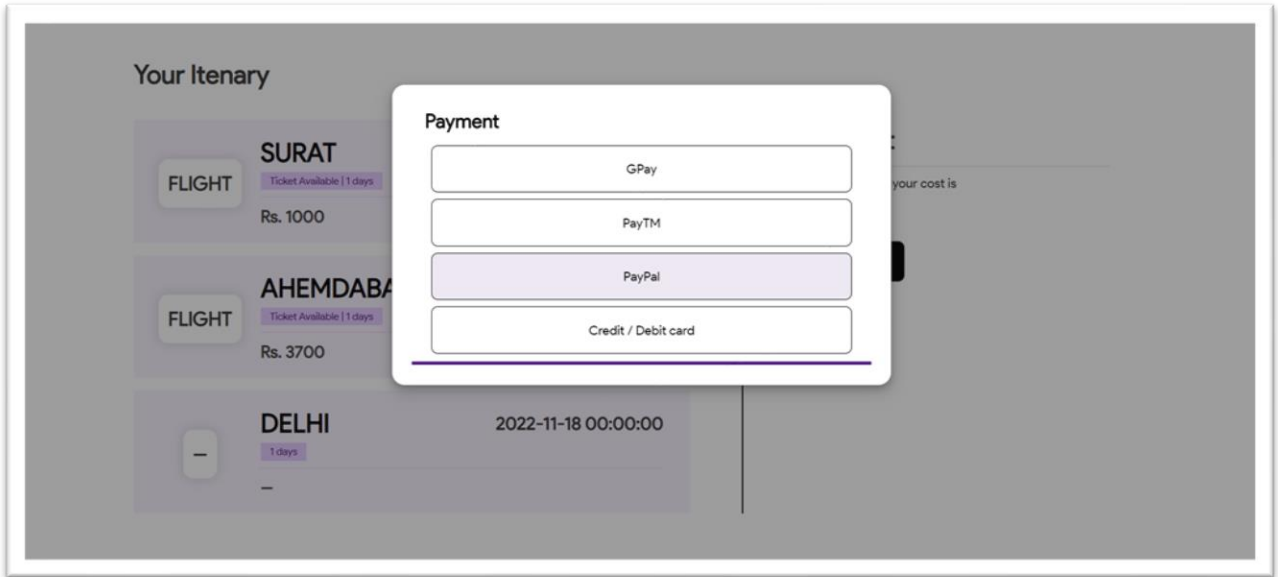 Your Itenary
SURAT
FLIGHT
Ticket Available | 1 days
Rs. 1000
AHEMDABA
FLIGHT
Ticket Available | 1 days
Rs. 3700
DELHI
2022-11-18 00:00:00
1 days
–
–
Payment
GPay
PayTM
PayPal
Credit / Debit card
:
your cost is